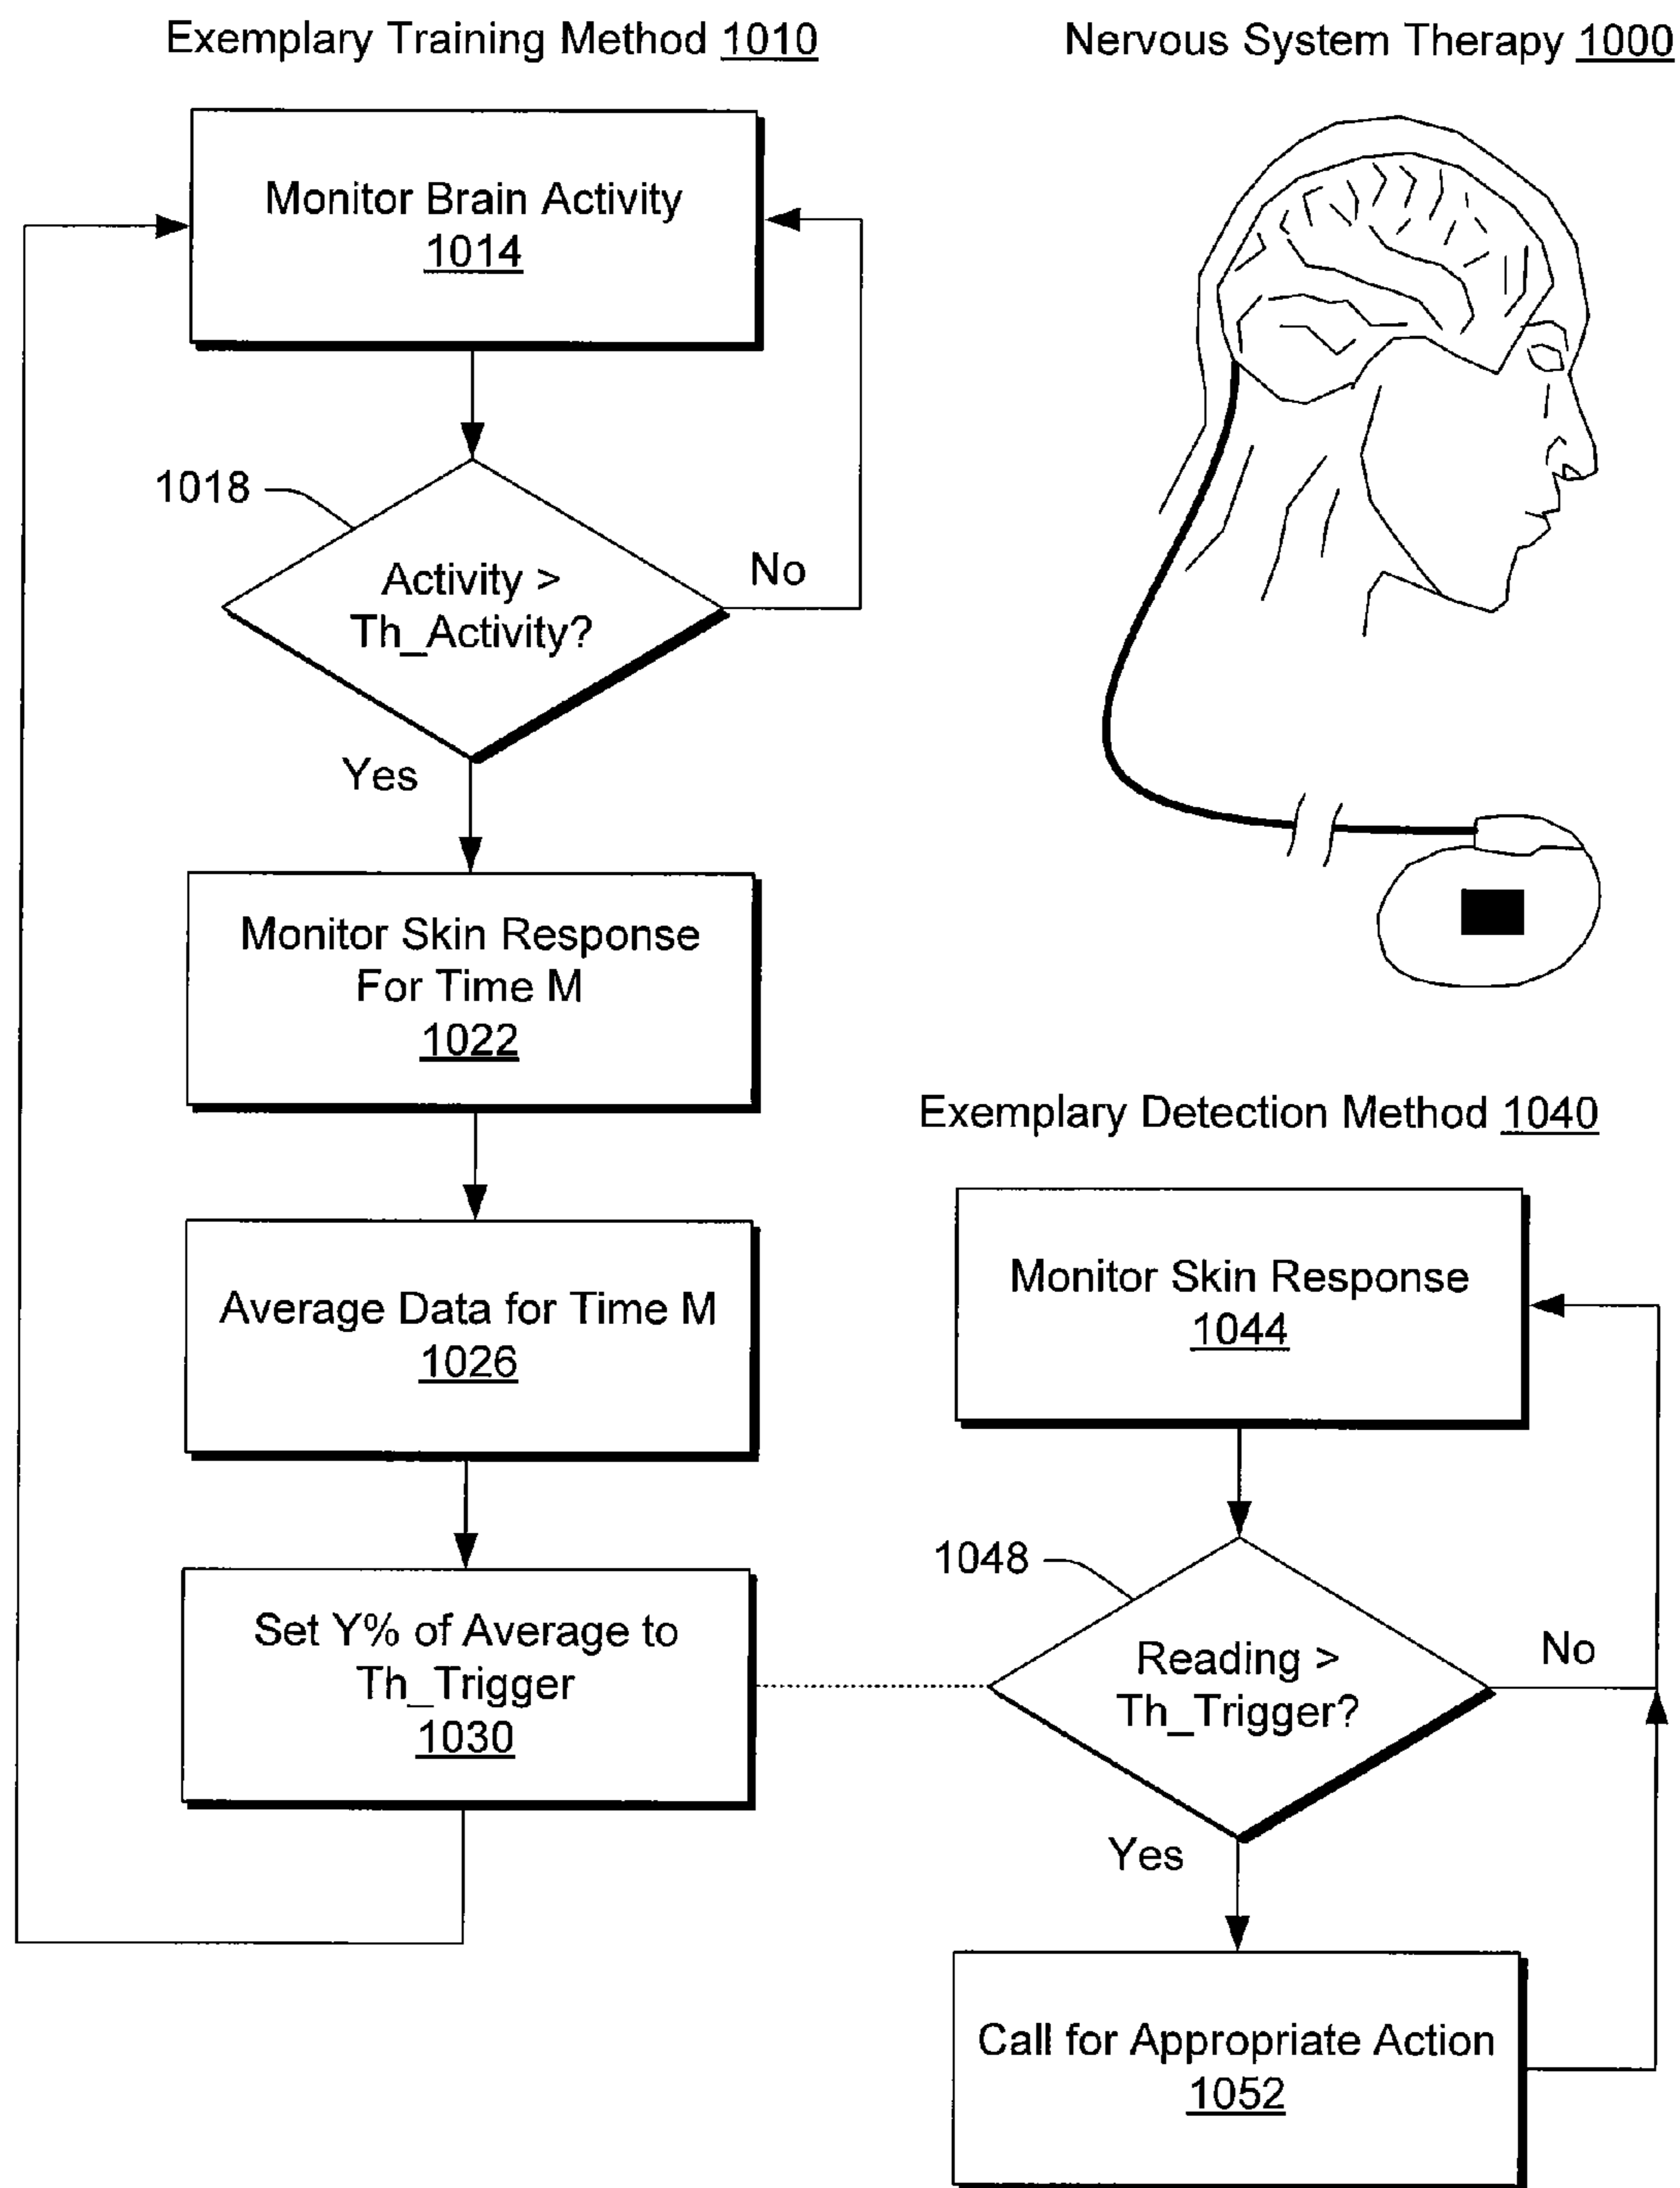 Exemplary Training Method 1010
Nervous System Therapy 1000
Monitor Brain Activity
1014
1018
Activity >
Th_Activity?
No
Yes
Monitor Skin Response
For Time M
1022
Average Data for Time M
1026
Set Y% of Average to
Th_Trigger
1030
Exemplary Detection Method 1040
Monitor Skin Response
1044
1048
Reading >
Th_Trigger?
No
Yes
Call for Appropriate Action
1052